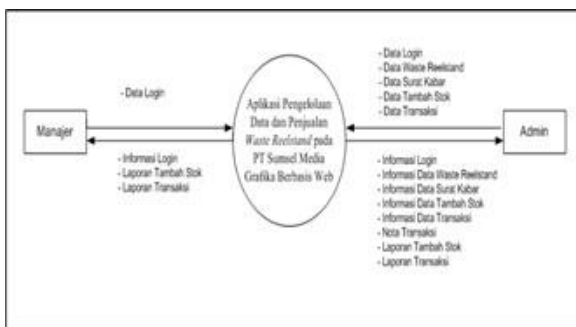 - Data Login
Manajer
- Informasi Login
- Laporan Tambah Stok
- Laporan Transaksi
Aplikasi Pengelolaan
Data dan Penjualan
Waste Reelstand pada
PT Sumsel Media
Grafika Berbasis Web
- Data Login
- Data Waste Reelstand
- Data Surat Kabar
- Data Tambah Stok
- Data Transaksi
Admin
- Informasi Login
- Informasi Data Waste Reelstand
- Informasi Data Surat Kabar
- Informasi Data Tambah Stok
- Informasi Data Transaksi
- Nota Transaksi
- Laporan Tambah Stok
- Laporan Transaksi